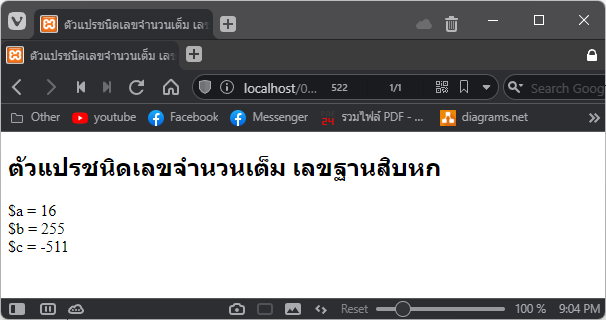 ตัวแปรชนิดเลขจำนวนเต็ม เลข
ตัวแปรชนิดเลขจำนวนเต็ม เลข
localhost/0... 522 1/1 Search Goog
Other youtube Facebook Messenger รวมไฟล์ PDF - ... diagrams.net
ตัวแปรชนิดเลขจำนวนเต็ม เลขฐานสิบหก
$a = 16
$b = 255
$c = -511
Reset 100 % 9:04 PM